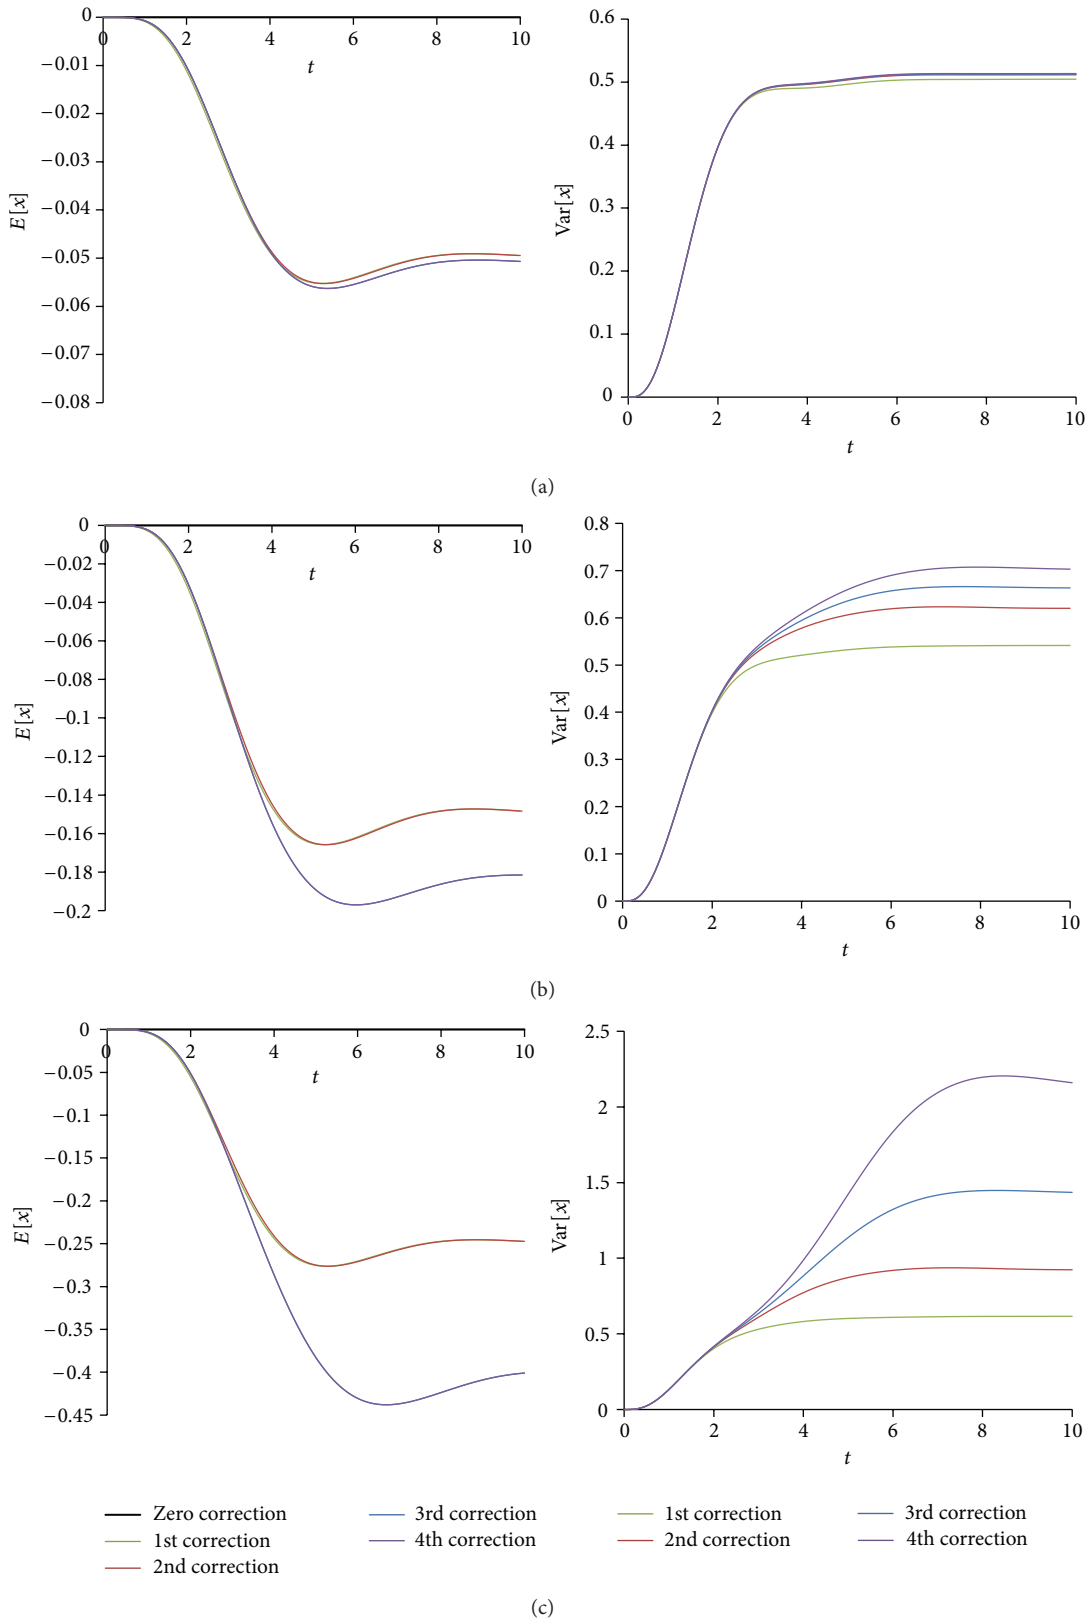 0
−0.01
−0.02
−0.03
−0.04
−0.05
−0.06
−0.07
−0.08
E[x]
0 2 4 6 8 10
t
0.6
0.5
0.4
0.3
0.2
0.1
0
Var[x]
0 2 4 6 8 10
t
(a)
0
−0.02
−0.04
−0.06
−0.08
−0.1
−0.12
−0.14
−0.16
−0.18
−0.2
E[x]
0 2 4 6 8 10
t
0.8
0.7
0.6
0.5
0.4
0.3
0.2
0.1
0
Var[x]
0 2 4 6 8 10
t
(b)
0
−0.05
−0.1
−0.15
−0.2
−0.25
−0.3
−0.35
−0.4
−0.45
E[x]
0 2 4 6 8 10
t
2.5
2
1.5
1
0.5
0
Var[x]
0 2 4 6 8 10
t
Zero correction
1st correction
2nd correction
3rd correction
4th correction
1st correction
2nd correction
3rd correction
4th correction
(c)